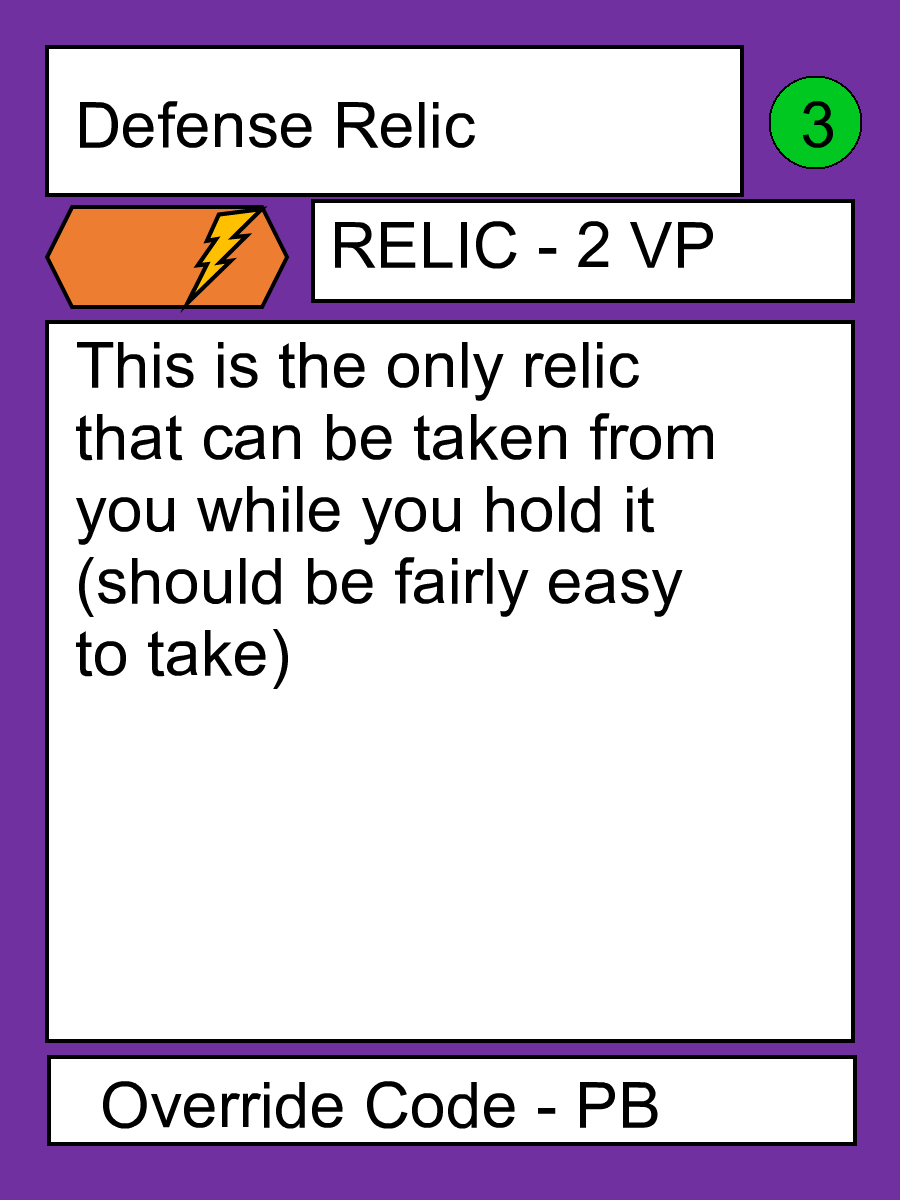 Defense Relic
3
RELIC - 2 VP
This is the only relic
that can be taken from
you while you hold it
(should be fairly easy
to take)
Override Code - PB